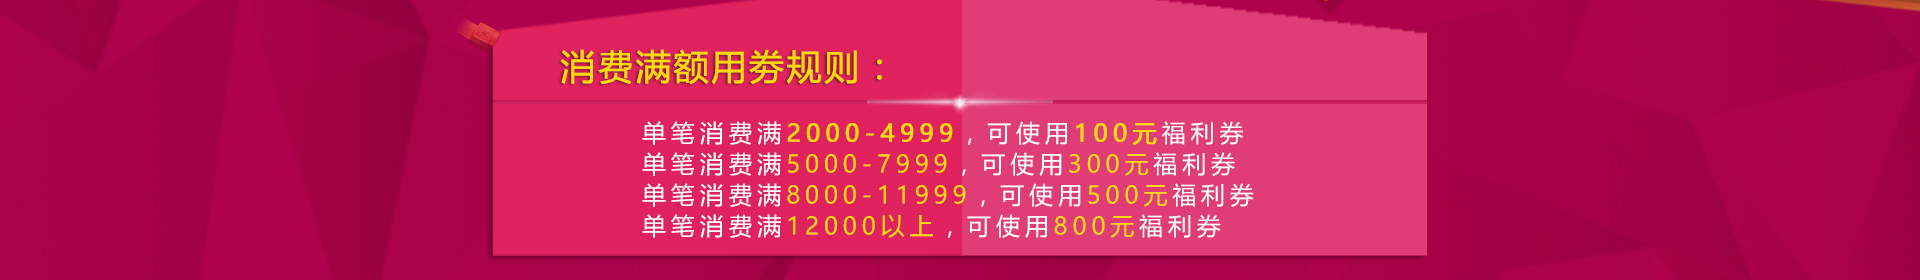 消费满额用券规则：
单笔消费满2000-4999，可使用100元福利券
单笔消费满5000-7999，可使用300元福利券
单笔消费满8000-11999，可使用500元福利券
单笔消费满12000以上，可使用800元福利券